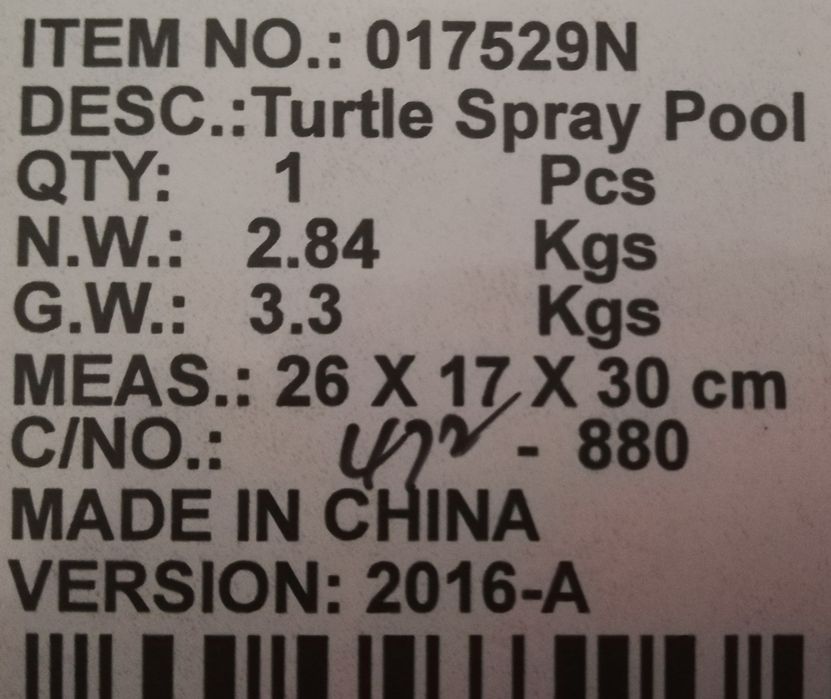 ITEM NO.: 017529N
DESC.:Turtle Spray Pool
QTY: 1 Pcs
N.W.: 2.84 Kgs
G.W.: 3.3 Kgs
MEAS.: 26 X 17 X 30 cm
C/NO.: - 880
MADE IN CHINA
VERSION: 2016-A